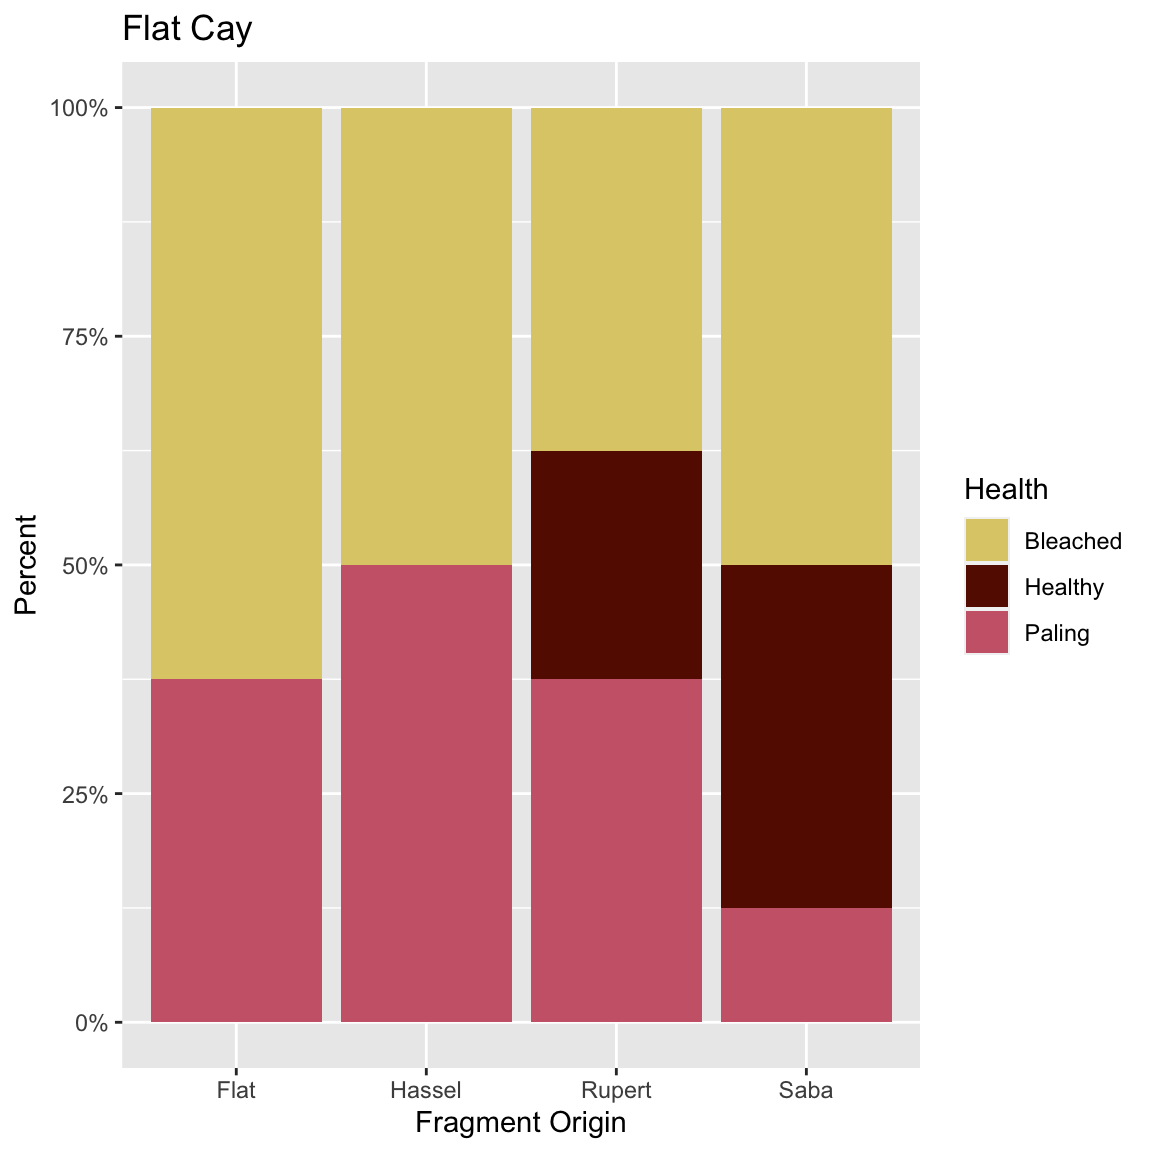 Flat Cay
100%
75%
50%
25%
0%
Percent
Flat
Hassel
Rupert
Saba
Fragment Origin
Health
Bleached
Healthy
Paling